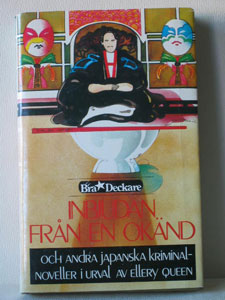 Bra★Deckare
INBJUDAN
FRÅN EN OKÄND
OCH ANDRA JAPANSKA KRIMINAL-
NOVELLER I URVAL AV ELLERY QUEEN